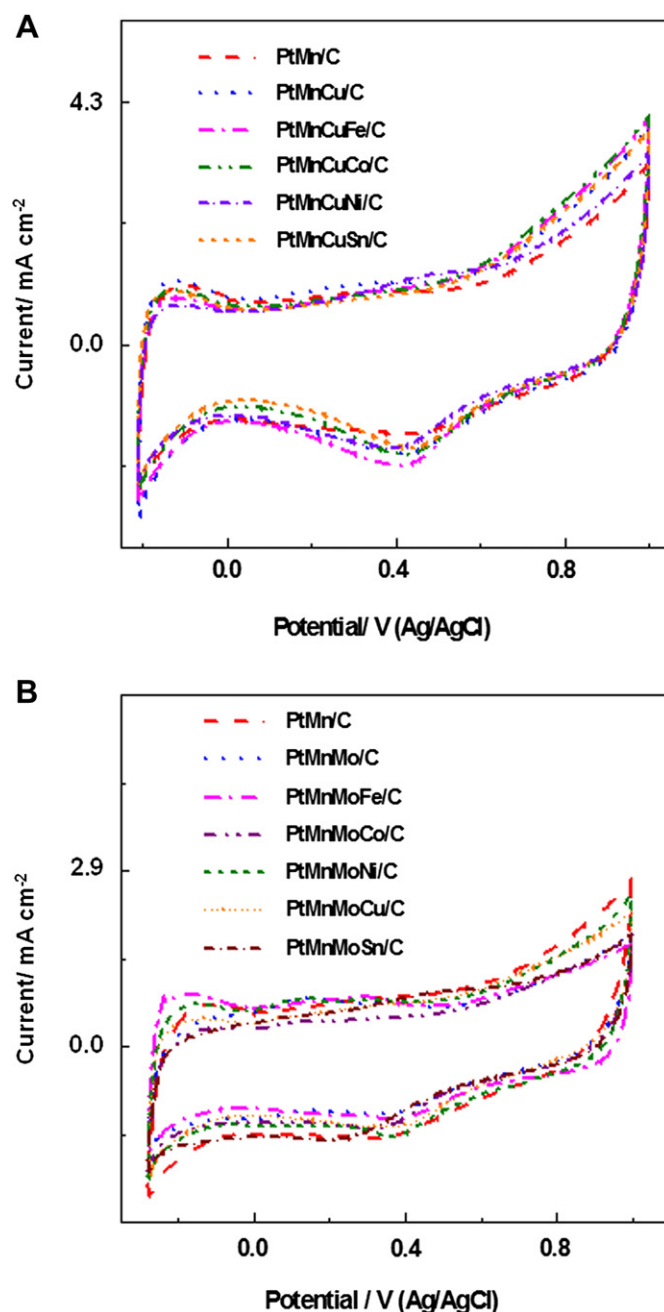 A
PtMn/C
PtMnCu/C
PtMnCuFe/C
PtMnCuCo/C
PtMnCuNi/C
PtMnCuSn/C
4.3
0.0
Current/ mA cm-2
0.0 0.4 0.8
Potential/ V (Ag/AgCl)
B
PtMn/C
PtMnMo/C
PtMnMoFe/C
PtMnMoCo/C
PtMnMoNi/C
PtMnMoCu/C
PtMnMoSn/C
2.9
0.0
Current/ mA cm-2
0.0 0.4 0.8
Potential / V (Ag/AgCl)